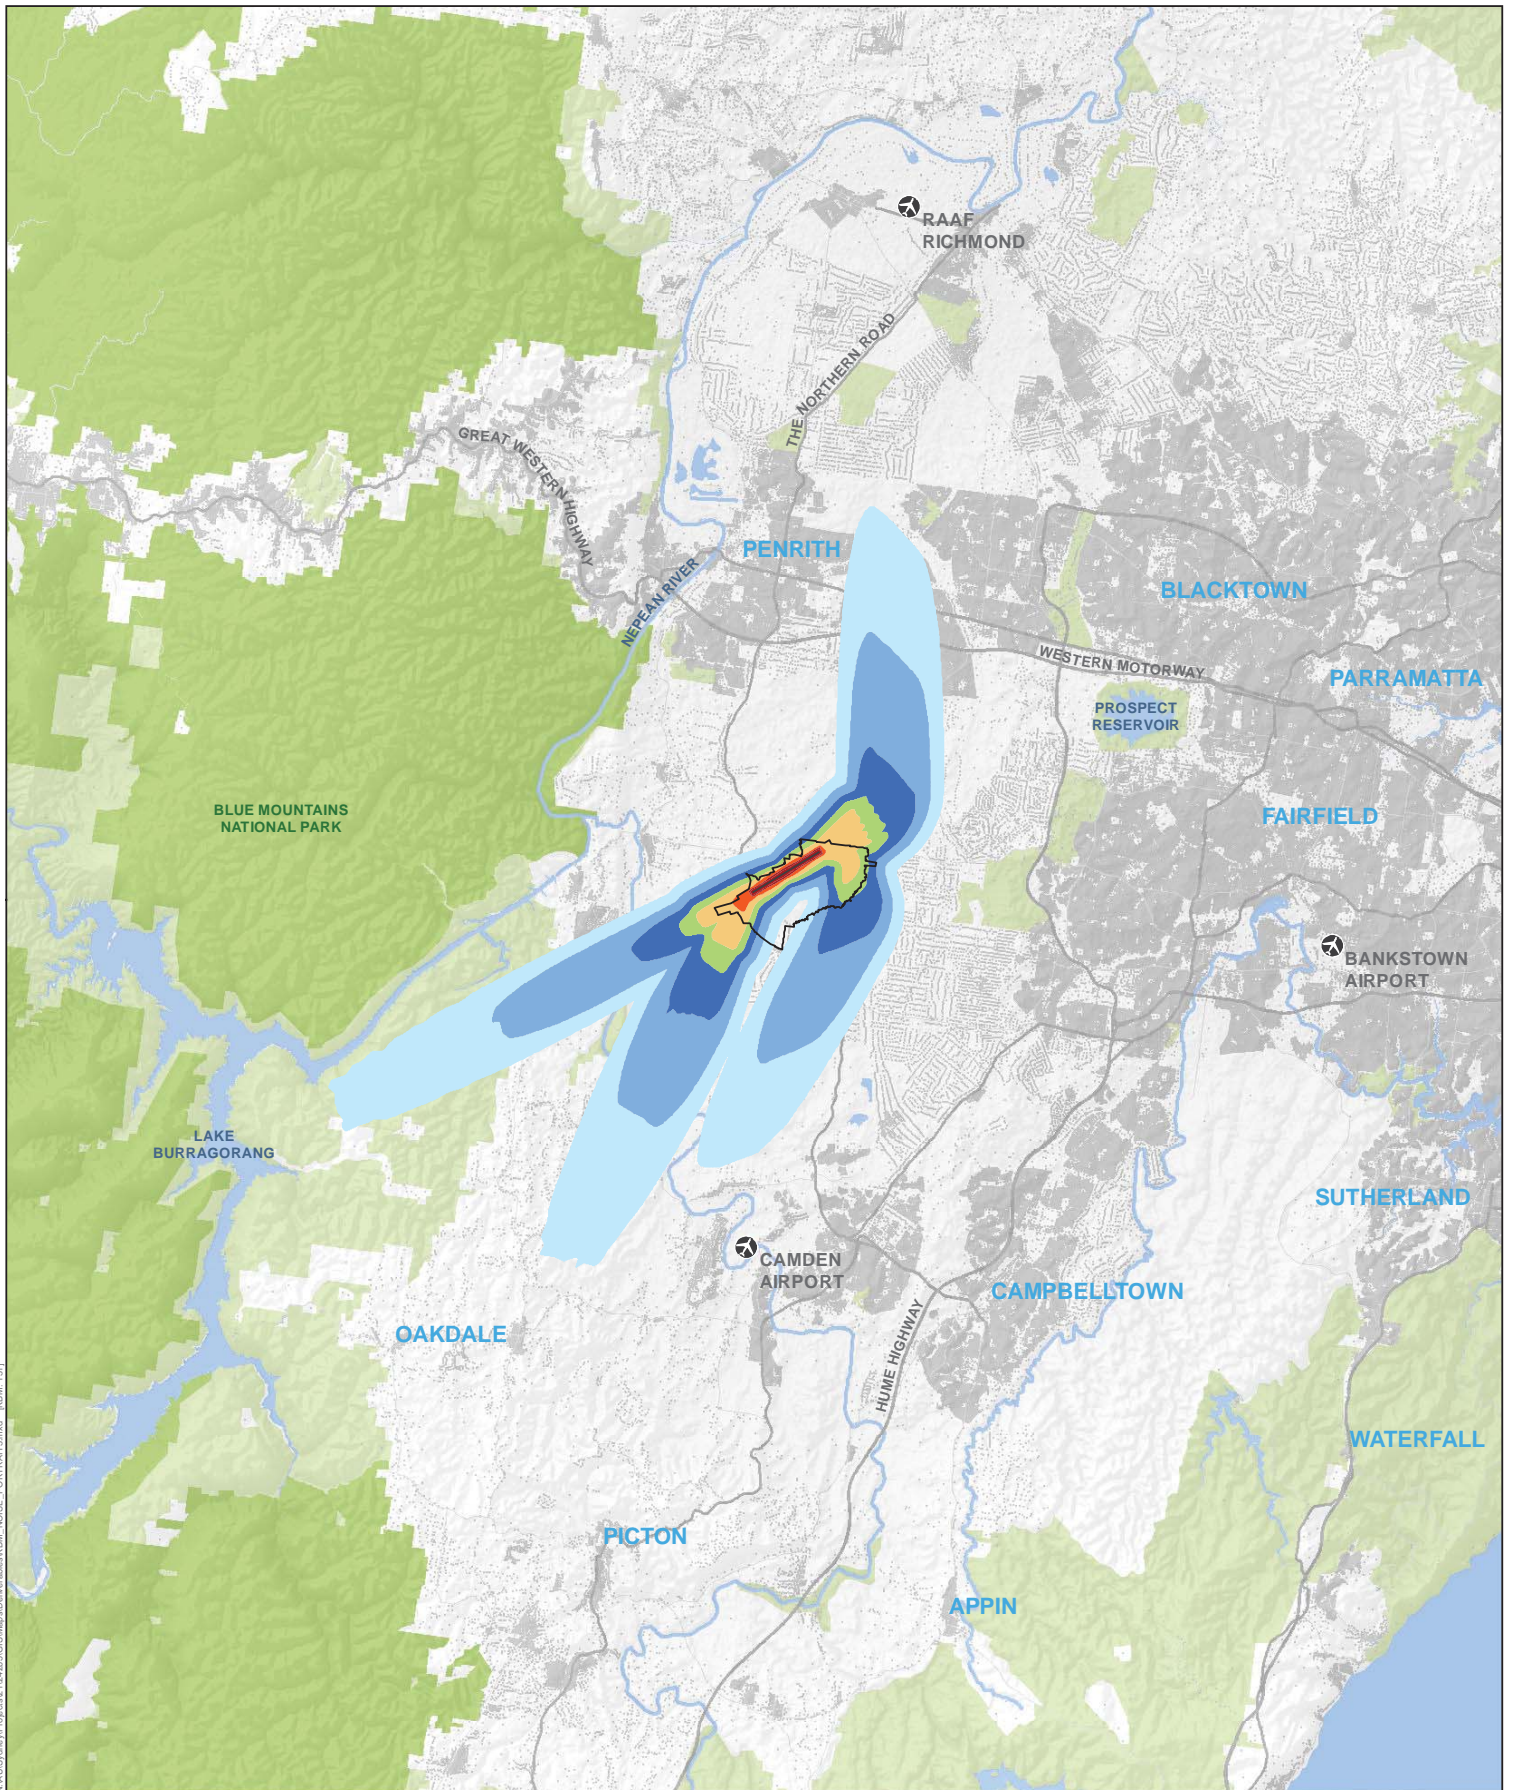 RAAF
RICHMOND
THE NORTHERN ROAD
GREAT WESTERN HIGHWAY
PENRITH
NEPEAN RIVER
BLACKTOWN
WESTERN MOTORWAY
PARRAMATTA
PROSPECT
RESERVOIR
BLUE MOUNTAINS
NATIONAL PARK
FAIRFIELD
BANKSTOWN
AIRPORT
LAKE
BURRAGORANG
SUTHERLAND
CAMDEN
AIRPORT
CAMPBELLTOWN
OAKDALE
HUME HIGHWAY
WATERFALL
PICTON
APPIN